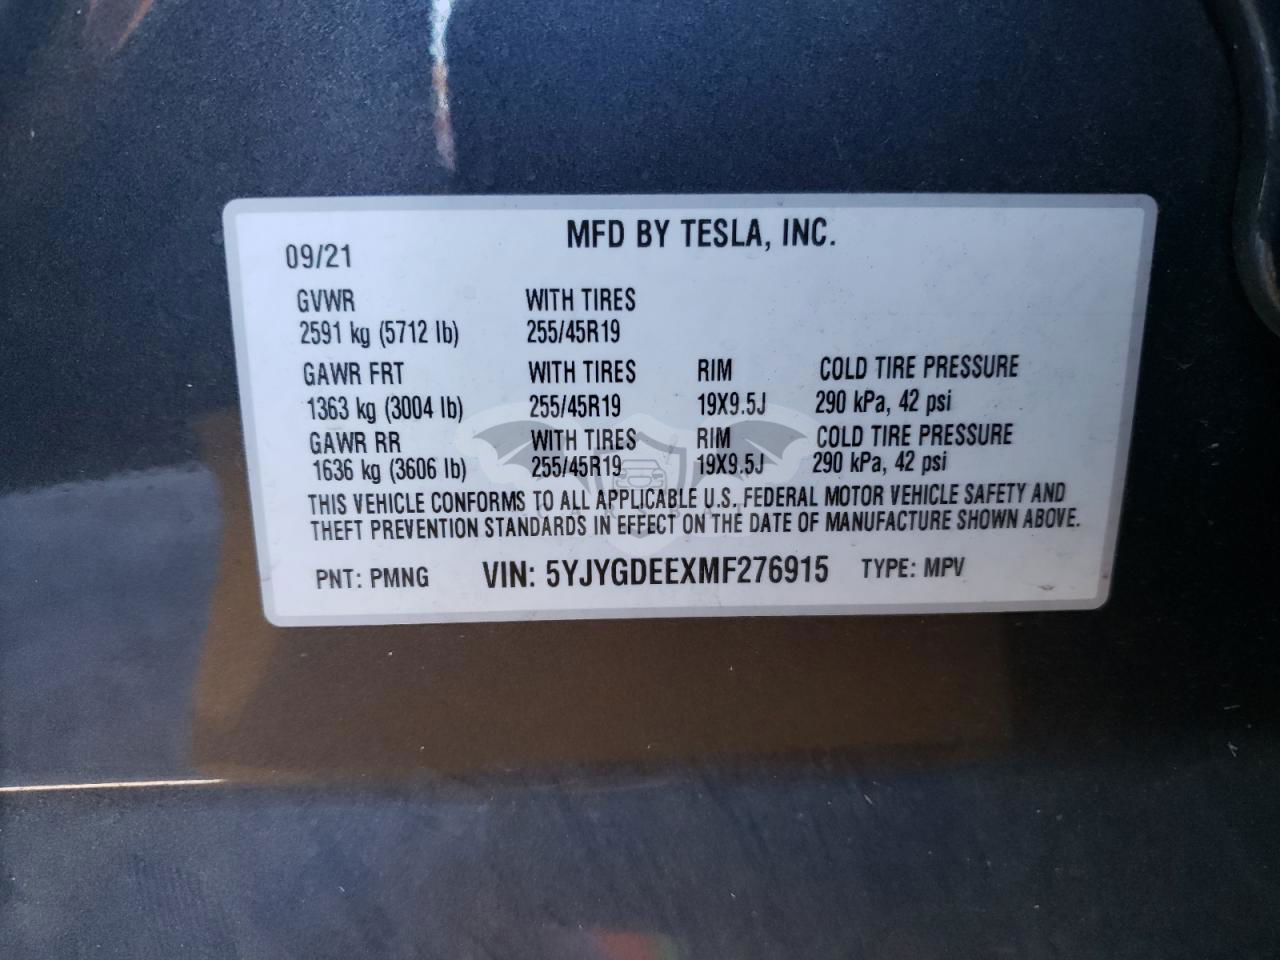 MFD BY TESLA, INC.
09/21
GVWR WITH TIRES
2591 kg (5712 lb) 255/45R19
GAWR FRT WITH TIRES RIM COLD TIRE PRESSURE
1363 kg (3004 lb) 255/45R19 19X9.5J 290 kPa, 42 psi
GAWR RR WITH TIRES RIM COLD TIRE PRESSURE
1636 kg (3606 lb) 255/45R19 19X9.5J 290 kPa, 42 psi
THIS VEHICLE CONFORMS TO ALL APPLICABLE U.S. FEDERAL MOTOR VEHICLE SAFETY AND
THEFT PREVENTION STANDARDS IN EFFECT ON THE DATE OF MANUFACTURE SHOWN ABOVE.
PNT: PMNG VIN: 5YJYGDEEXMF276915 TYPE: MPV